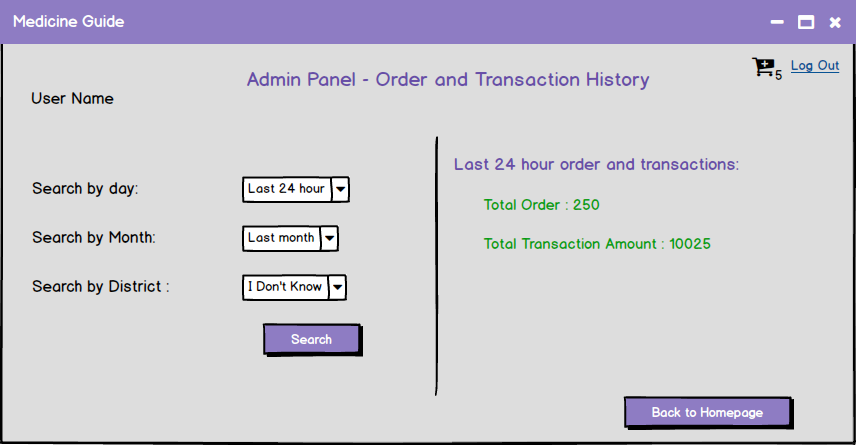 Medicine Guide
Admin Panel - Order and Transaction History
5 Log Out
User Name
Search by day: Last 24 hour
Search by Month: Last month
Search by District : I Don't Know
Search
Last 24 hour order and transactions:
Total Order : 250
Total Transaction Amount : 10025
Back to Homepage